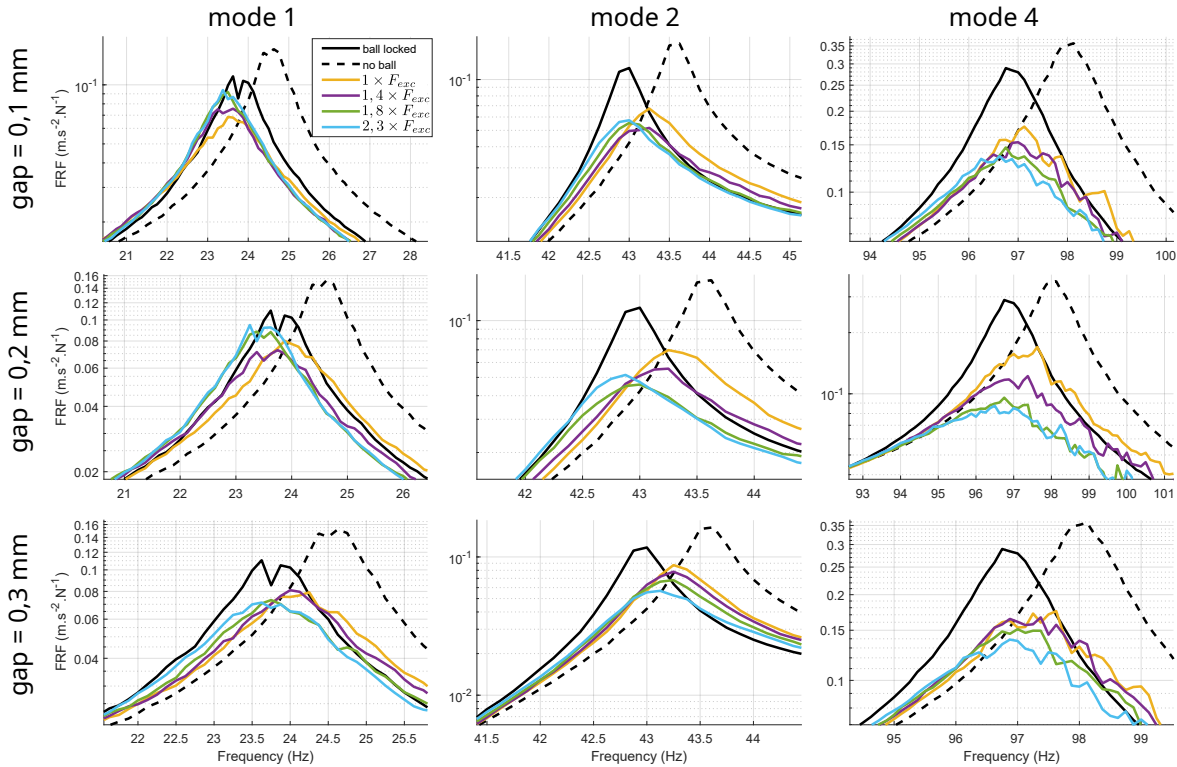 mode 1
mode 2
mode 4
gap = 0,1 mm
FRF (m.s⁻².N⁻¹)
10⁻¹
21 22 23 24 25 26 27 28
ball locked
no ball
1 × F_exc
1, 4 × F_exc
1, 8 × F_exc
2, 3 × F_exc
10⁻¹
41.5 42 42.5 43 43.5 44 44.5 45
0.35
0.3
0.25
0.2
0.15
0.1
94 95 96 97 98 99 100
gap = 0,2 mm
FRF (m.s⁻².N⁻¹)
0.16
0.14
0.12
0.1
0.08
0.06
0.04
0.02
21 22 23 24 25 26
10⁻¹
42 42.5 43 43.5 44
10⁻¹
93 94 95 96 97 98 99 100 101
gap = 0,3 mm
FRF (m.s⁻².N⁻¹)
0.16
0.14
0.12
0.1
0.08
0.06
0.04
22 22.5 23 23.5 24 24.5 25 25.5
Frequency (Hz)
10⁻¹
10⁻²
41.5 42 42.5 43 43.5 44
Frequency (Hz)
0.35
0.3
0.25
0.2
0.15
0.1
95 96 97 98 99
Frequency (Hz)